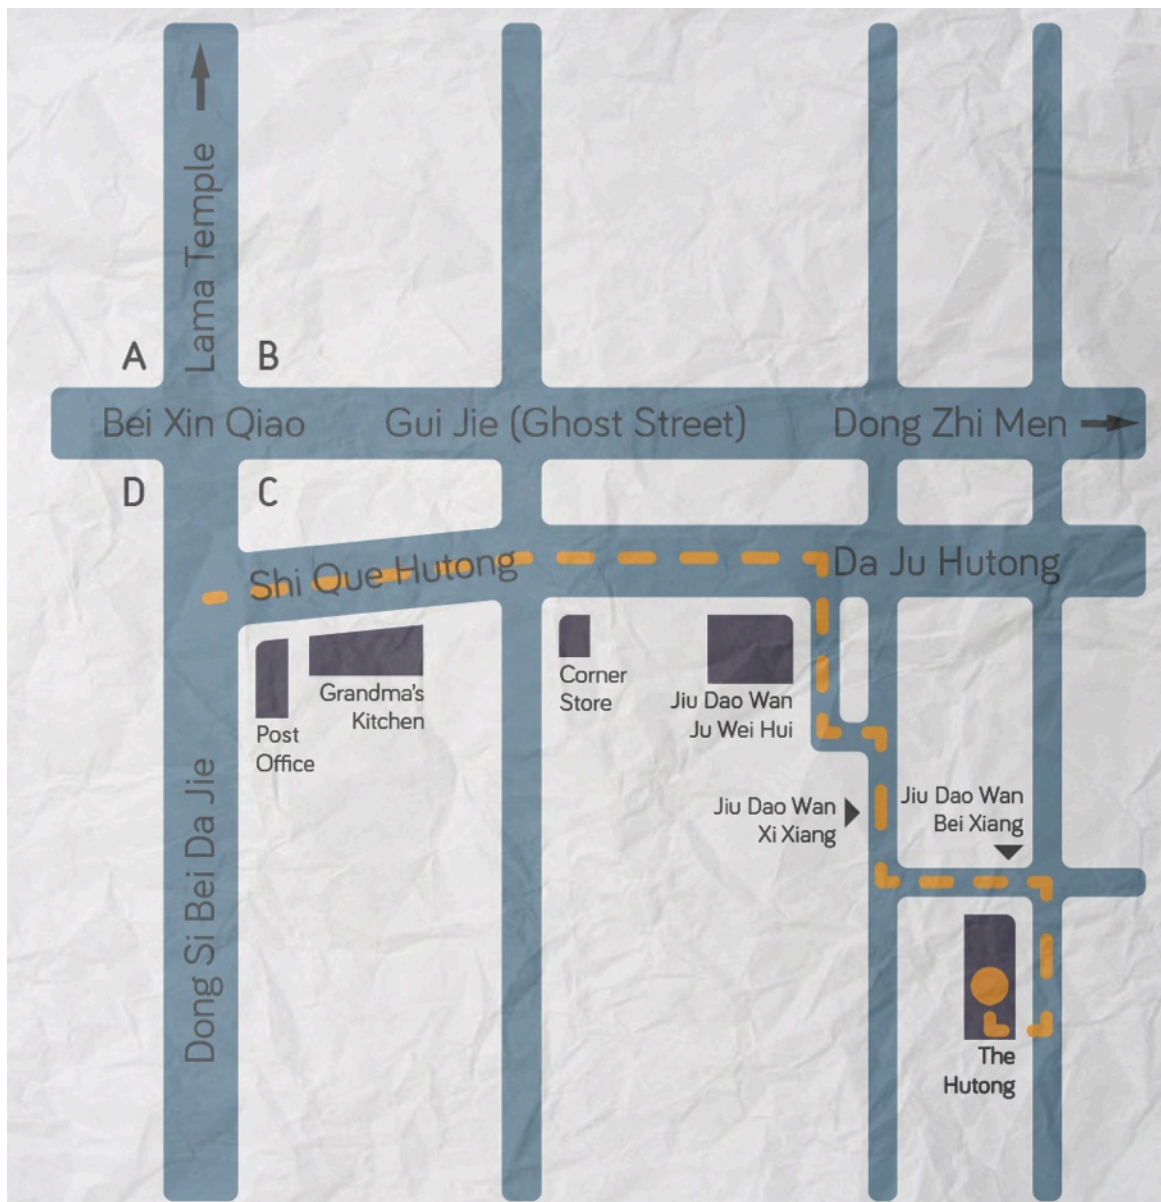 Lama Temple
A
B
Bei Xin Qiao
Gui Jie (Ghost Street)
Dong Zhi Men
D
C
Shi Que Hutong
Da Ju Hutong
Post
Office
Grandma's
Kitchen
Corner
Store
Jiu Dao Wan
Ju Wei Hui
Dong Si Bei Da Jie
Jiu Dao Wan
Xi Xiang
Jiu Dao Wan
Bei Xiang
The
Hutong